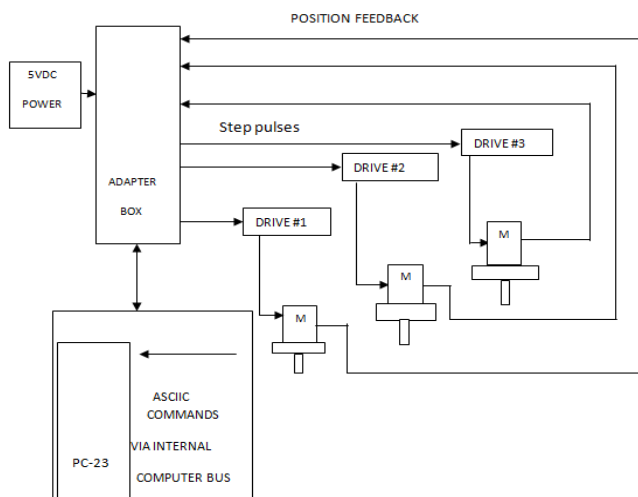 POSITION FEEDBACK
5VDC
POWER
Step pulses
DRIVE #3
DRIVE #2
ADAPTER
BOX
DRIVE #1
M
M
M
ASCIIC
COMMANDS
VIA INTERNAL
PC-23
COMPUTER BUS